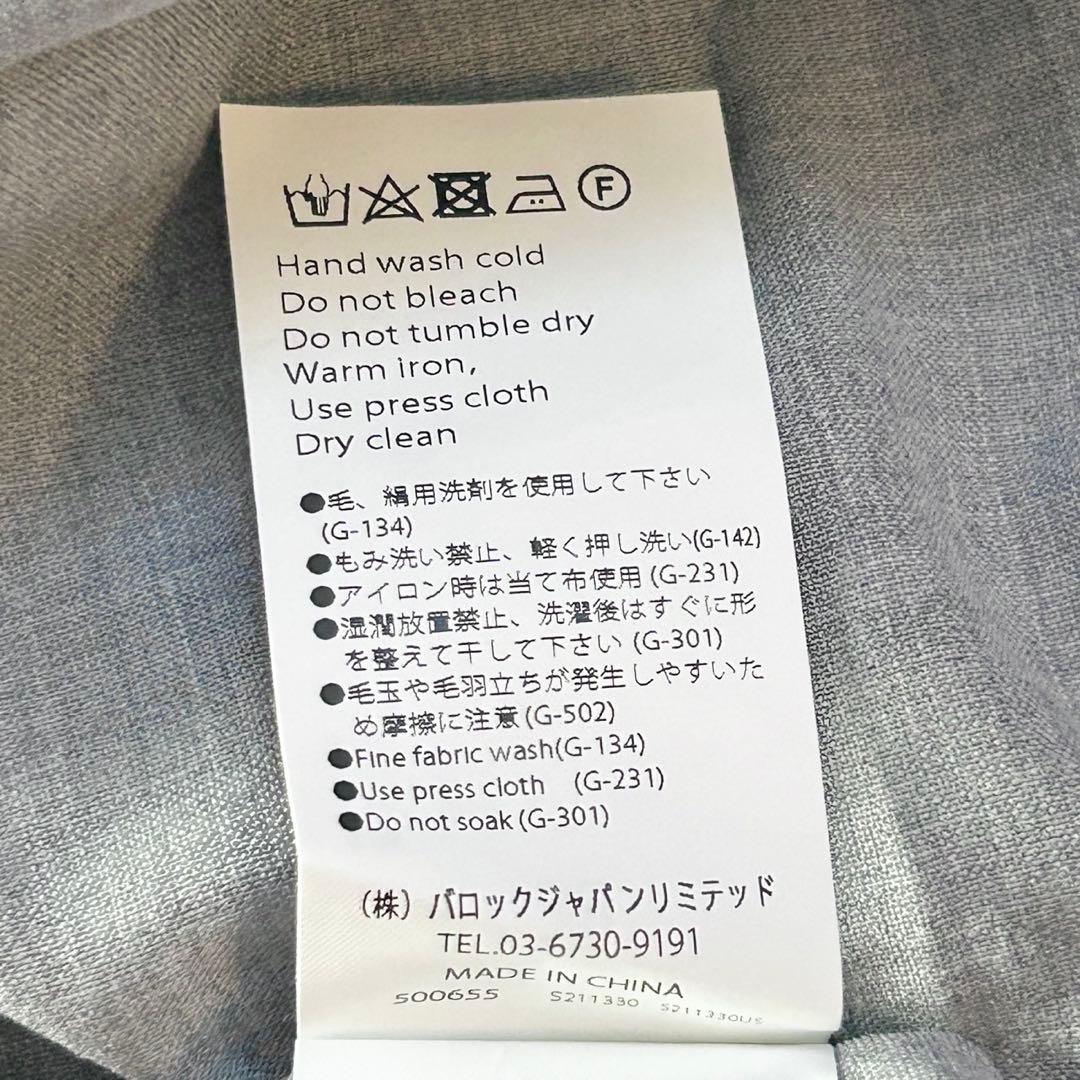 F
Hand wash cold
Do not bleach
Do not tumble dry
Warm iron,
Use press cloth
Dry clean
●毛、絹用洗剤を使用して下さい
(G-134)
●もみ洗い禁止、軽く押し洗い(G-142)
●アイロン時は当て布使用 (G-231)
●湿潤放置禁止、洗濯後はすぐに形
を整えて干して下さい (G-301)
●毛玉や毛羽立ちが発生しやすいた
め摩擦に注意(G-502)
●Fine fabric wash(G-134)
●Use press cloth (G-231)
●Do not soak(G-301)
(株) バロックジャパンリミテッド
TEL.03-6730-9191
MADE IN CHINA
500655 S211330 S211330US